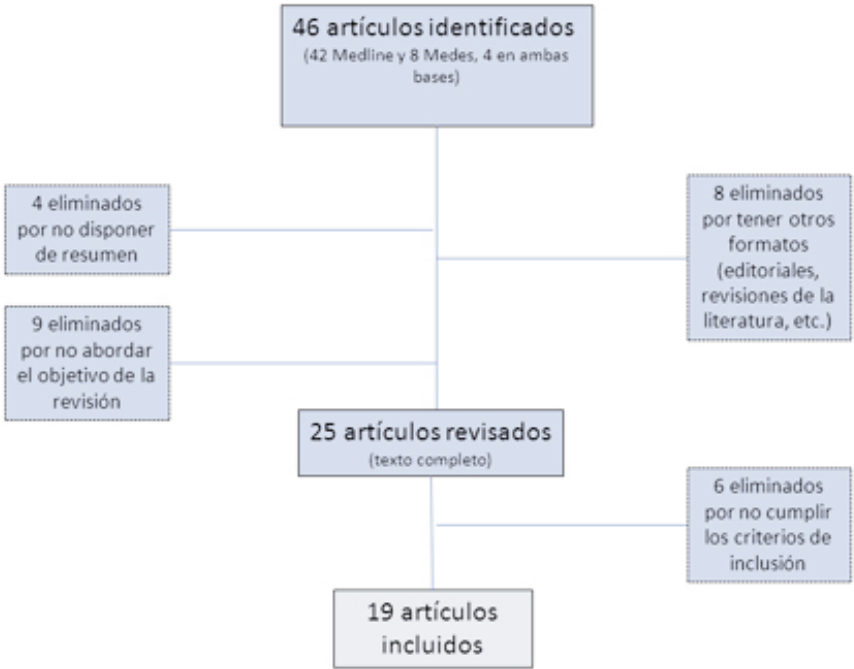 46 artículos identificados
(42 Medline y 8 Medes, 4 en ambas
bases)
4 eliminados
por no disponer
de resumen
8 eliminados
por tener otros
formatos
(editoriales,
revisiones de la
literatura, etc.)
9 eliminados
por no abordar
el objetivo de la
revisión
25 artículos revisados
(texto completo)
6 eliminados
por no cumplir
los criterios de
inclusión
19 artículos
incluidos